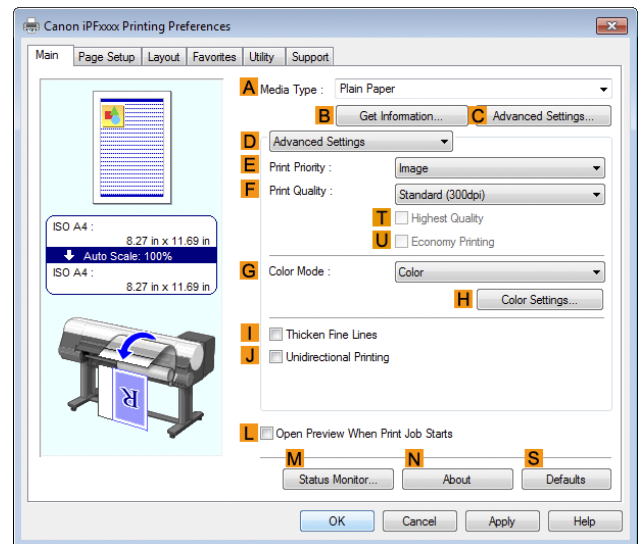 Canon iPFxxxx Printing Preferences
Main Page Setup Layout Favorites Utility Support
A Media Type : Plain Paper
B Get Information... C Advanced Settings...
D Advanced Settings
E Print Priority : Image
F Print Quality : Standard (300dpi)
T Highest Quality
U Economy Printing
ISO A4 :
8.27 in x 11.69 in
Auto Scale: 100%
ISO A4 :
8.27 in x 11.69 in
G Color Mode : Color
H Color Settings...
I Thicken Fine Lines
J Unidirectional Printing
R
L Open Preview When Print Job Starts
M N S
Status Monitor... About Defaults
OK Cancel Apply Help